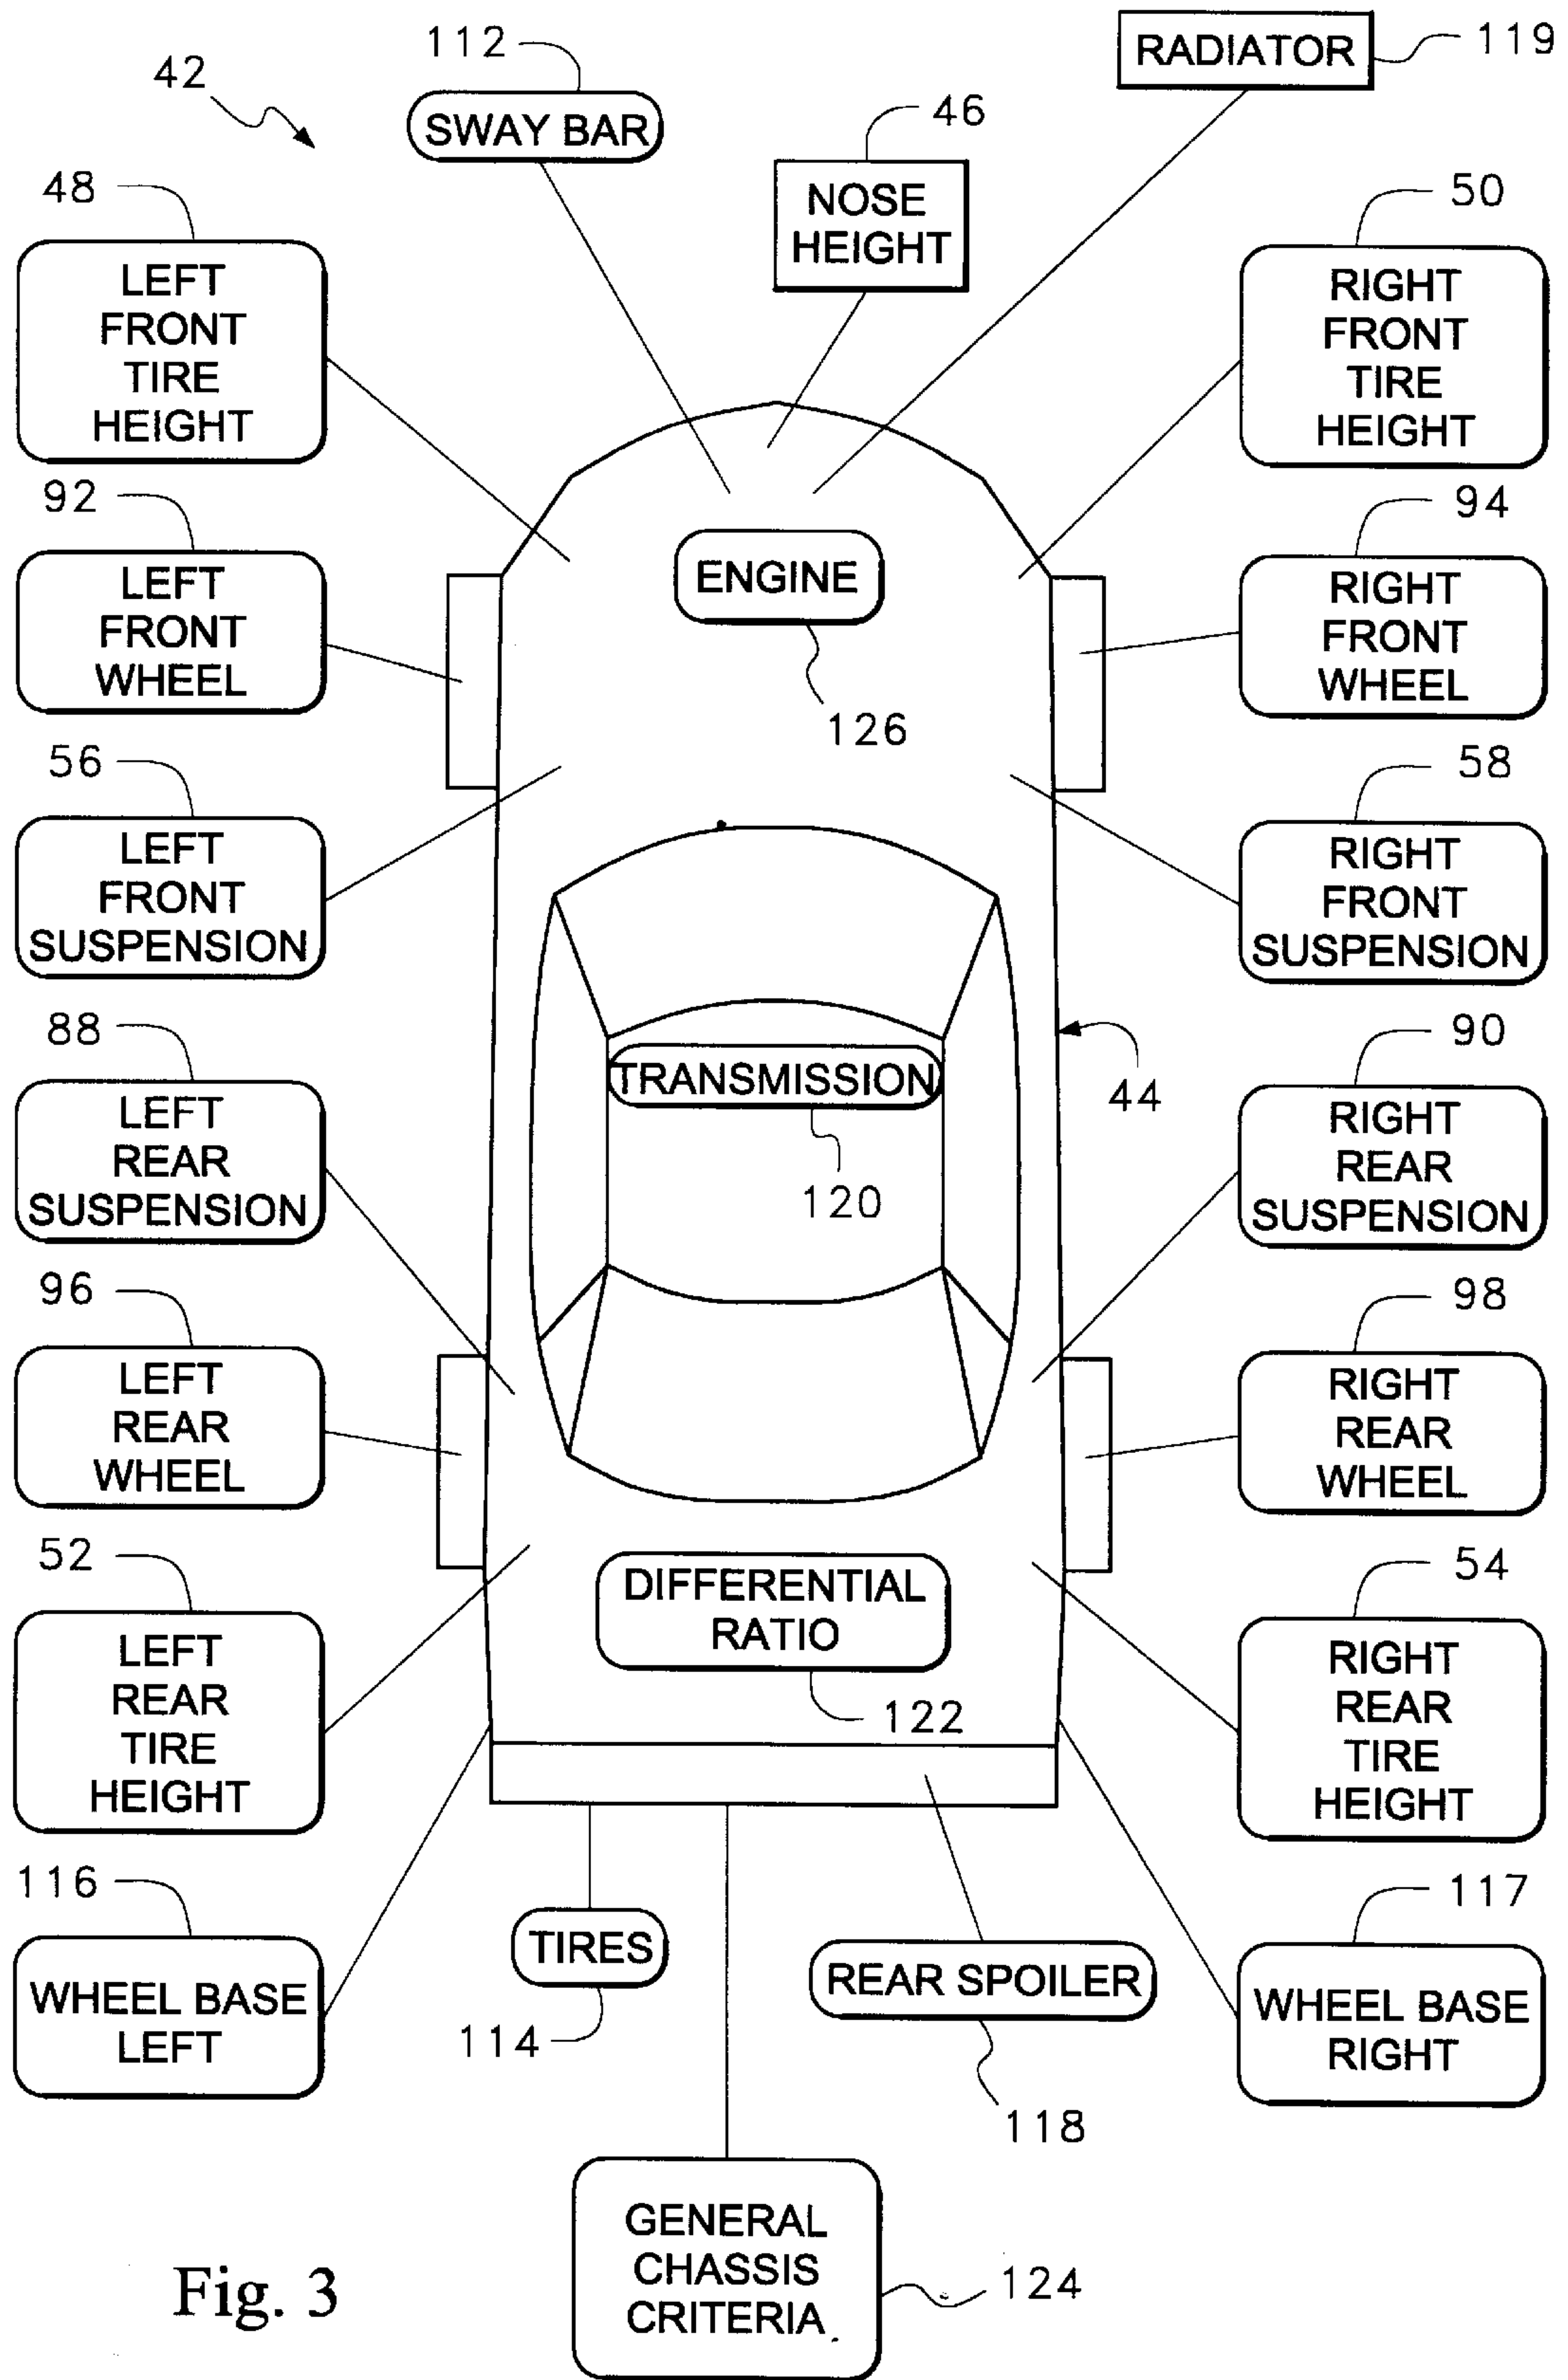 112
RADIATOR
119
42
SWAY BAR
46
NOSE
HEIGHT
48
LEFT
FRONT
TIRE
HEIGHT
50
RIGHT
FRONT
TIRE
HEIGHT
92
LEFT
FRONT
WHEEL
ENGINE
126
94
RIGHT
FRONT
WHEEL
56
LEFT
FRONT
SUSPENSION
58
RIGHT
FRONT
SUSPENSION
88
LEFT
REAR
SUSPENSION
TRANSMISSION
120
44
90
RIGHT
REAR
SUSPENSION
96
LEFT
REAR
WHEEL
98
RIGHT
REAR
WHEEL
52
LEFT
REAR
TIRE
HEIGHT
DIFFERENTIAL
RATIO
122
54
RIGHT
REAR
TIRE
HEIGHT
116
WHEEL BASE
LEFT
TIRES
114
REAR SPOILER
118
117
WHEEL BASE
RIGHT
GENERAL
CHASSIS
CRITERIA
124
Fig. 3